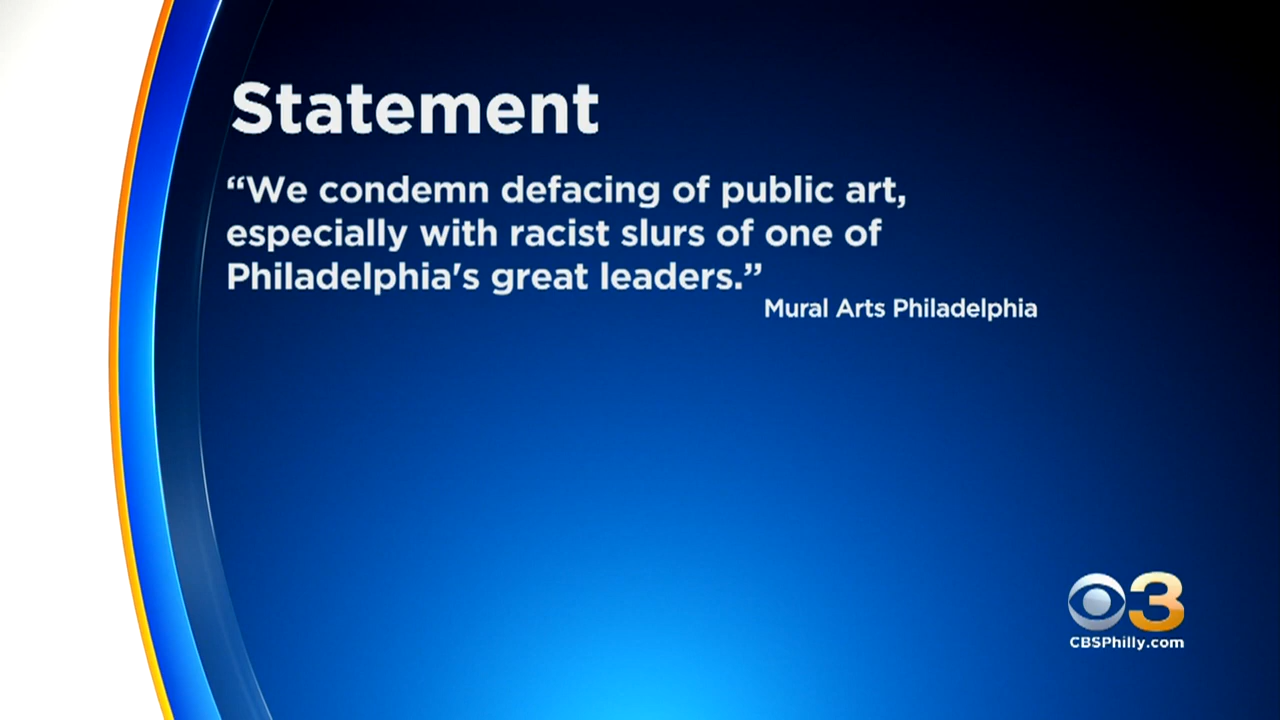 Statement
“We condemn defacing of public art,
especially with racist slurs of one of
Philadelphia's great leaders.”
Mural Arts Philadelphia
3
CBSPhilly.com